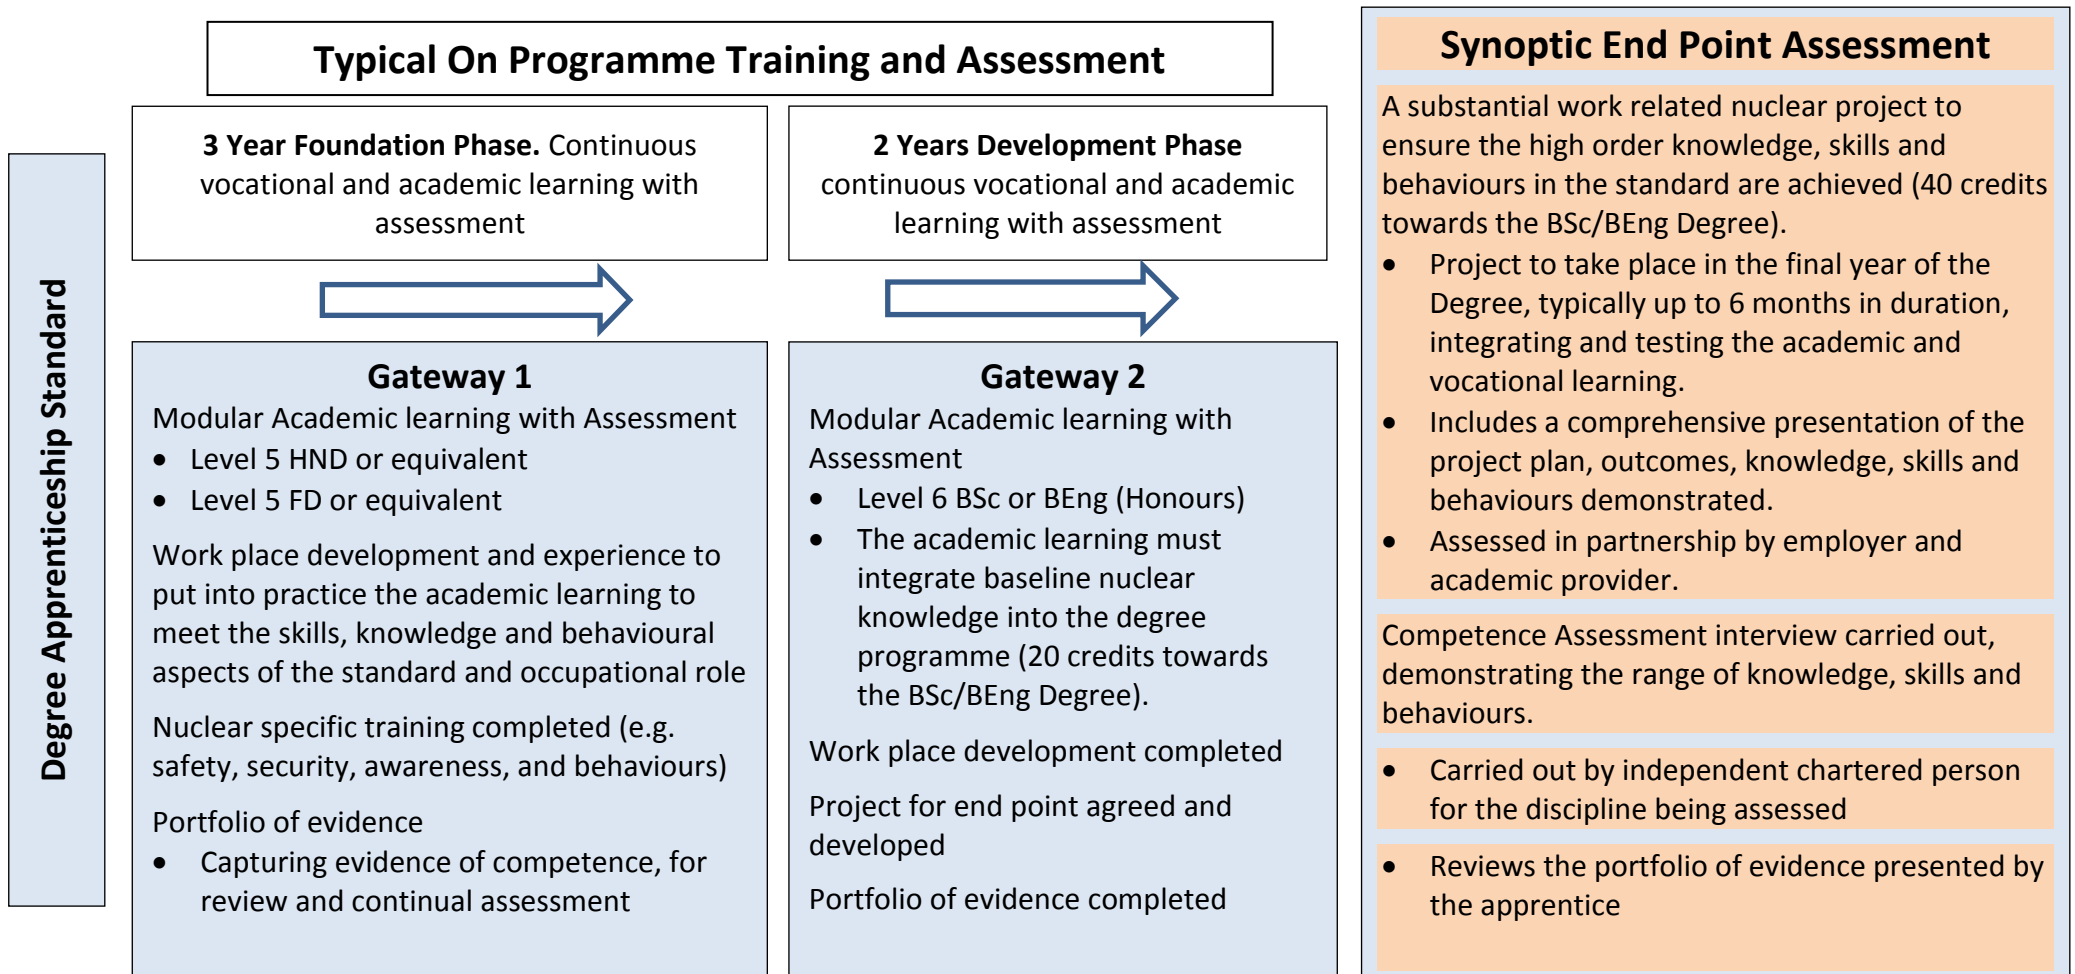 Typical On Programme Training and Assessment
Degree Apprenticeship Standard
3 Year Foundation Phase. Continuous
vocational and academic learning with
assessment
Gateway 1
Modular Academic learning with Assessment
• Level 5 HND or equivalent
• Level 5 FD or equivalent
Work place development and experience to
put into practice the academic learning to
meet the skills, knowledge and behavioural
aspects of the standard and occupational role
Nuclear specific training completed (e.g.
safety, security, awareness, and behaviours)
Portfolio of evidence
• Capturing evidence of competence, for
review and continual assessment
2 Years Development Phase
continuous vocational and academic
learning with assessment
Gateway 2
Modular Academic learning with
Assessment
• Level 6 BSc or BEng (Honours)
• The academic learning must
integrate baseline nuclear
knowledge into the degree
programme (20 credits towards
the BSc/BEng Degree).
Work place development completed
Project for end point agreed and
developed
Portfolio of evidence completed
Synoptic End Point Assessment
A substantial work related nuclear project to
ensure the high order knowledge, skills and
behaviours in the standard are achieved (40 credits
towards the BSc/BEng Degree).
• Project to take place in the final year of the
Degree, typically up to 6 months in duration,
integrating and testing the academic and
vocational learning.
• Includes a comprehensive presentation of the
project plan, outcomes, knowledge, skills and
behaviours demonstrated.
• Assessed in partnership by employer and
academic provider.
Competence Assessment interview carried out,
demonstrating the range of knowledge, skills and
behaviours.
• Carried out by independent chartered person
for the discipline being assessed
• Reviews the portfolio of evidence presented by
the apprentice